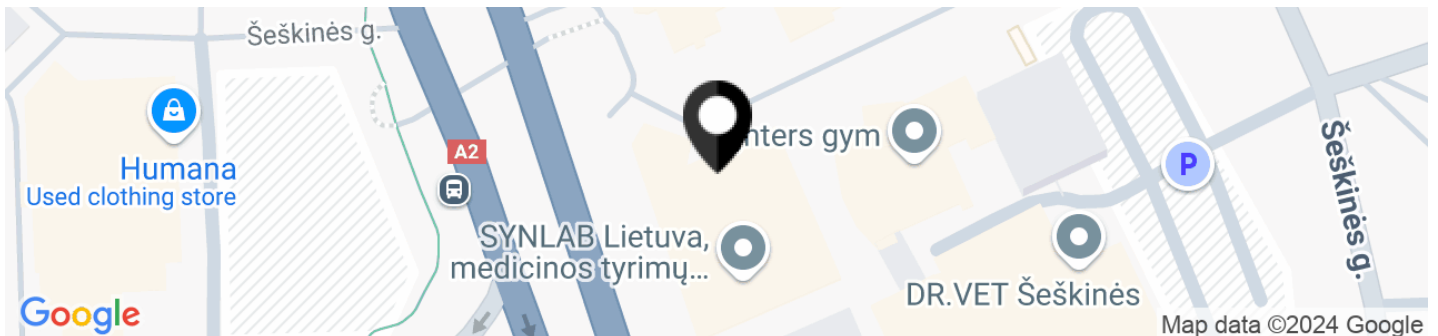 Šeškinės g.
Humana
Used clothing store
A2
nters gym
SYNLAB Lietuva,
medicinos tyrimų...
P
DR.VET Šeškinės
Šeškinės g.
Google
Map data ©2024 Google